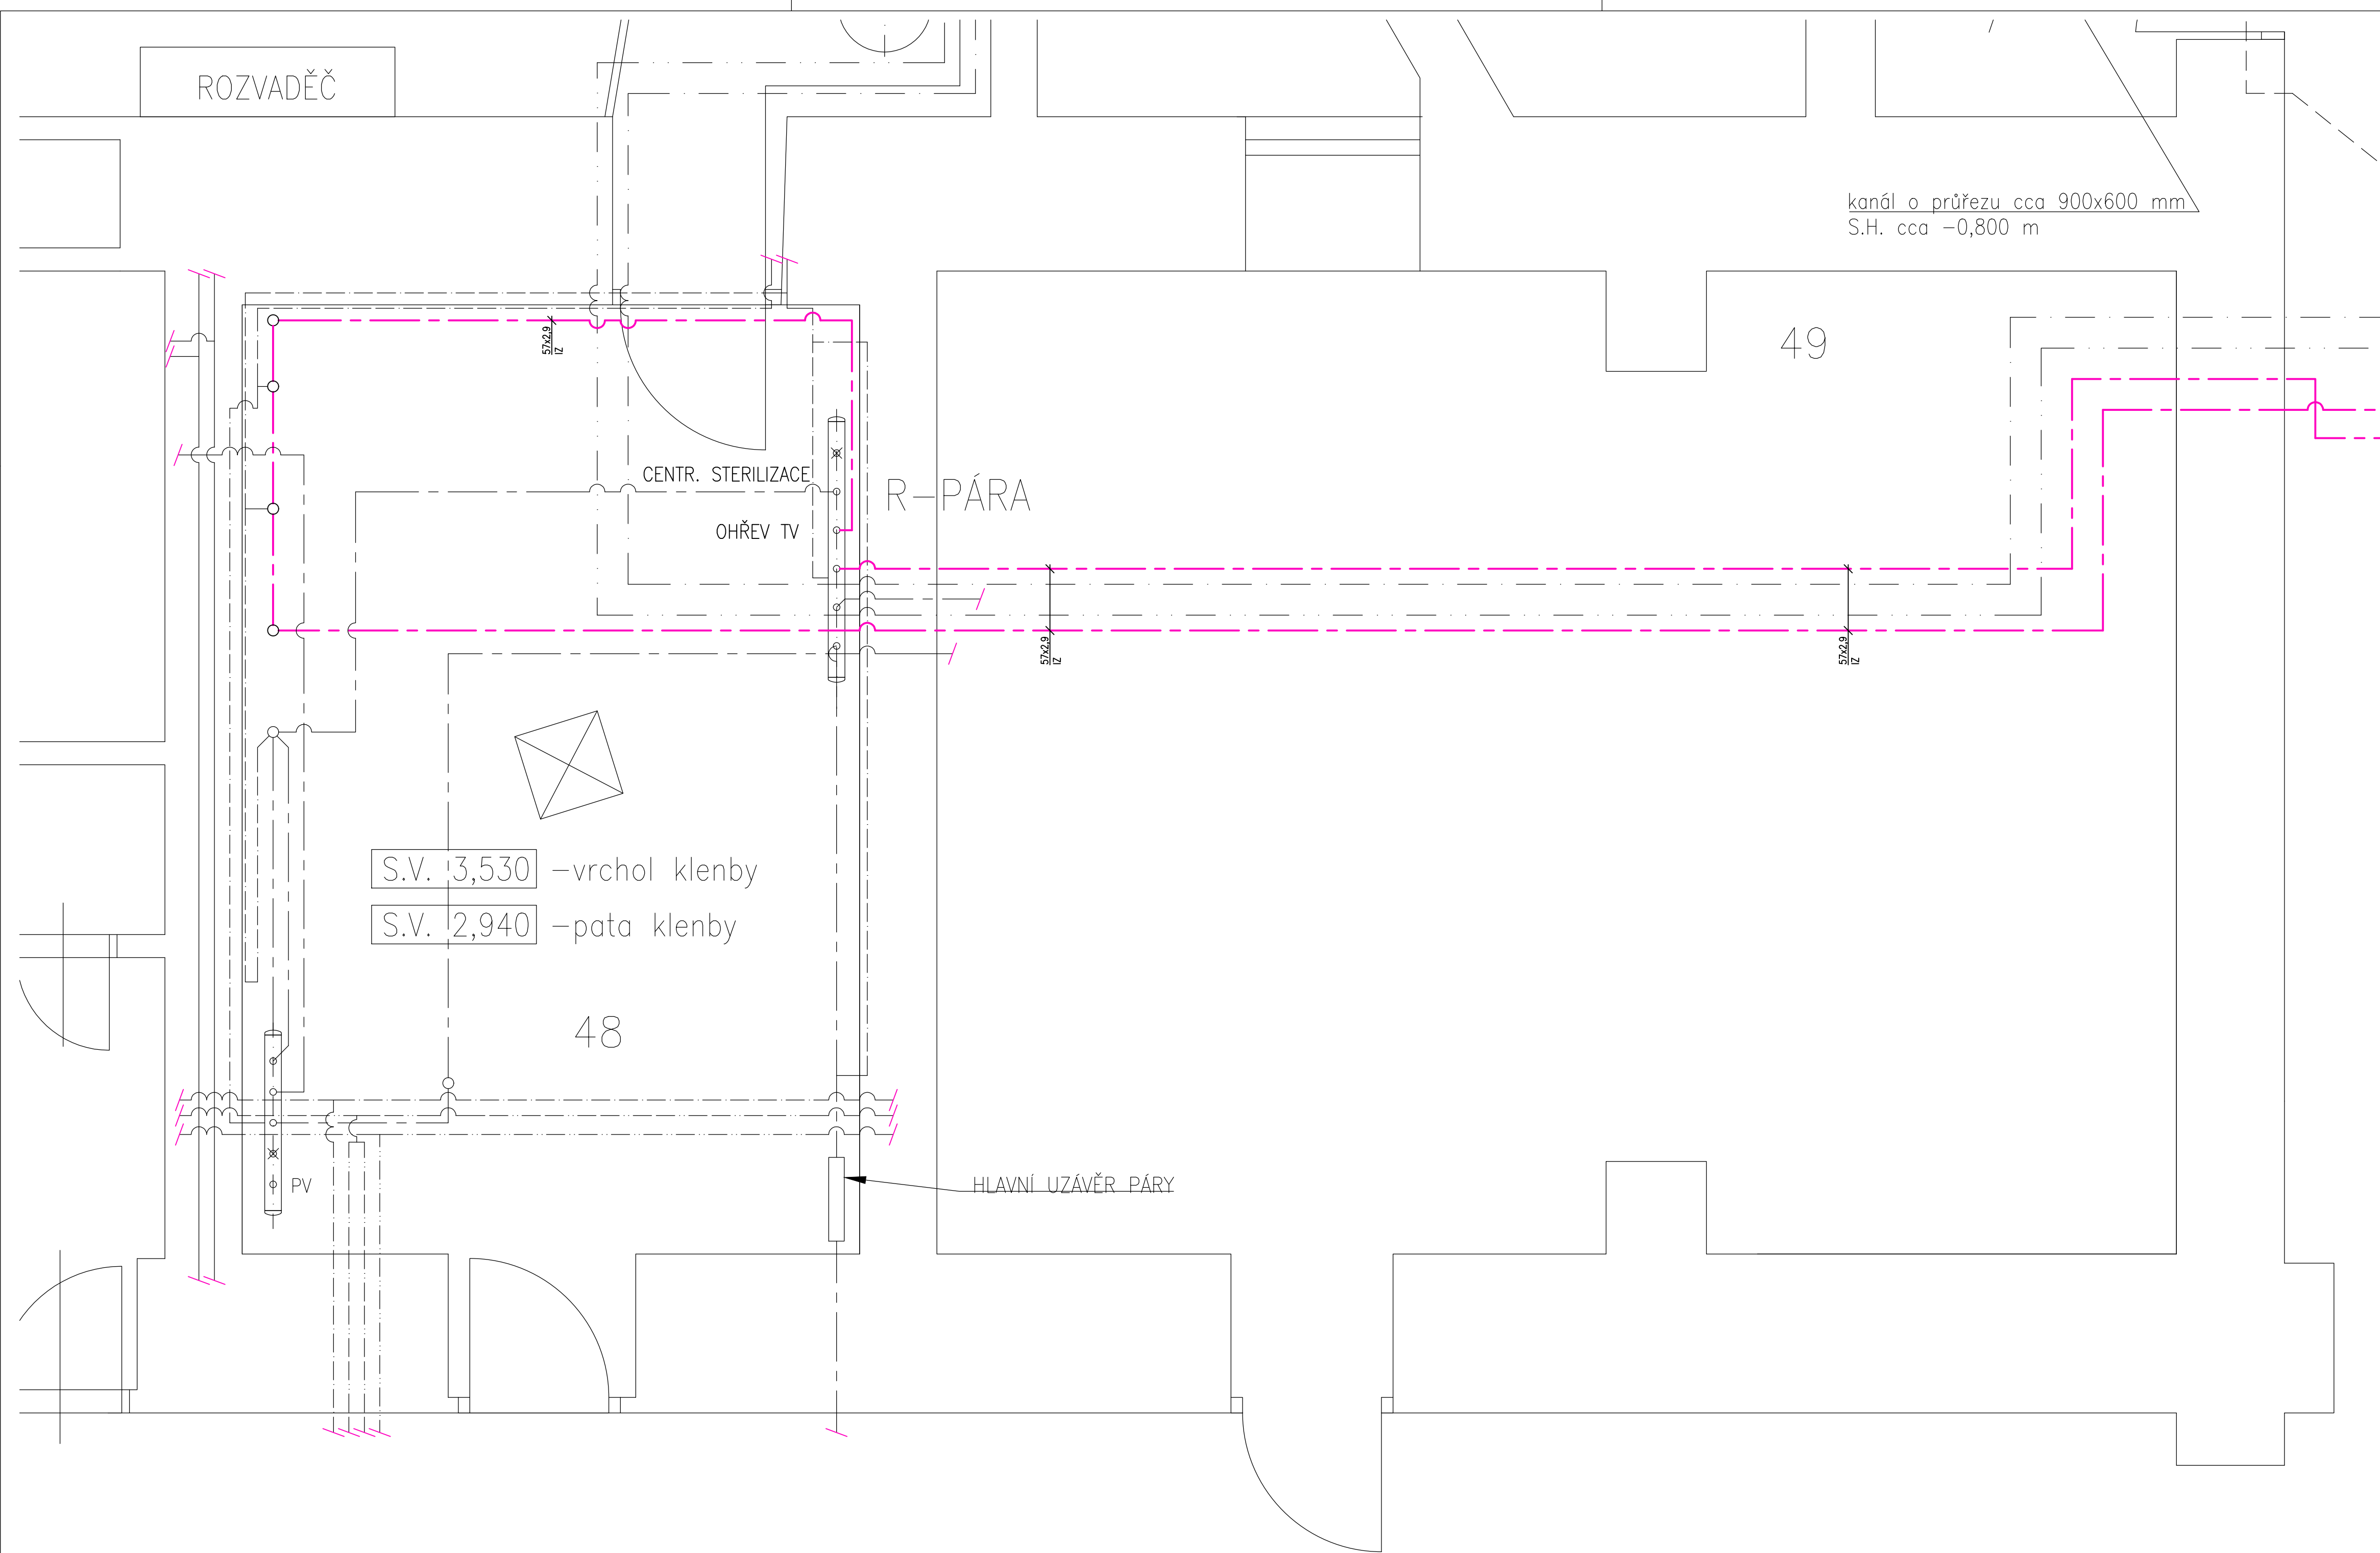 ROZVADĚČ
kanál o průřezu cca 900x600 mm
S.H. cca −0,800 m
57x2,9
IZ
49
CENTR. STERILIZACE
R−PÁRA
OHŘEV TV
57x2,9
IZ
57x2,9
IZ
S.V. 3,530 −vrchol klenby
S.V. 2,940 −pata klenby
48
PV
HLAVNÍ UZÁVĚR PÁRY